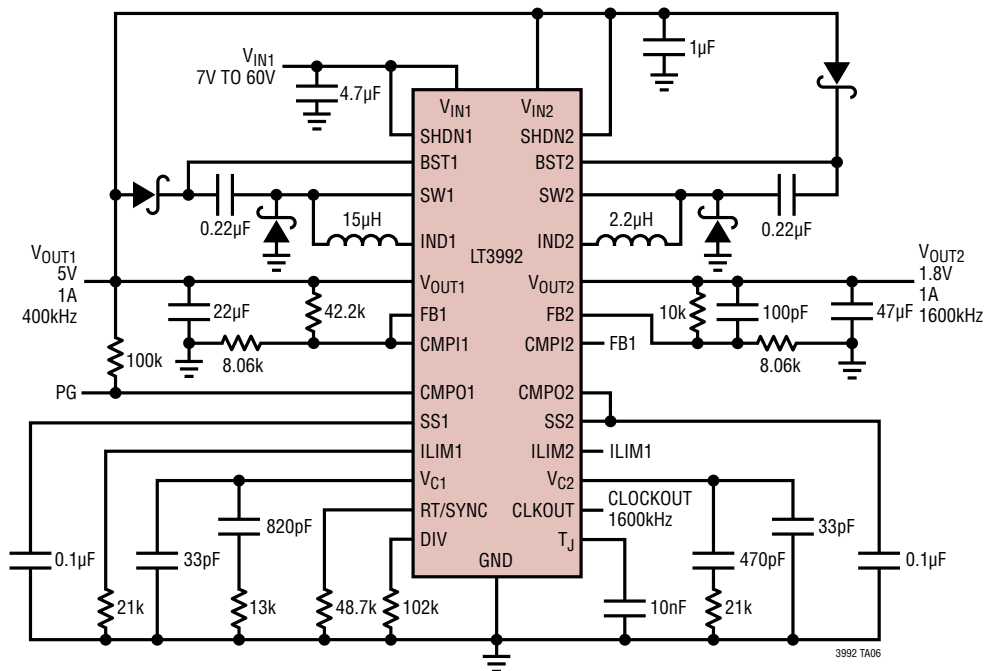 1µF
VIN1
7V TO 60V
4.7µF
VIN1 VIN2
SHDN1 SHDN2
BST1 BST2
SW1 SW2
0.22µF 15µH 2.2µH 0.22µF
IND1 IND2
LT3992
VOUT1
5V
1A
400kHz
VOUT1 VOUT2
VOUT2
1.8V
1A
1600kHz
22µF 42.2k 10k 100pF 47µF
FB1 FB2
CMPI1 CMPI2 FB1
100k 8.06k 8.06k
PG CMPO1 CMPO2
SS1 SS2
ILIM1 ILIM2 ILIM1
VC1 VC2
RT/SYNC CLKOUT CLOCKOUT
1600kHz
820pF 33pF
DIV TJ
0.1µF 33pF GND 470pF 0.1µF
21k 13k 48.7k 102k 10nF 21k
3992 TA06